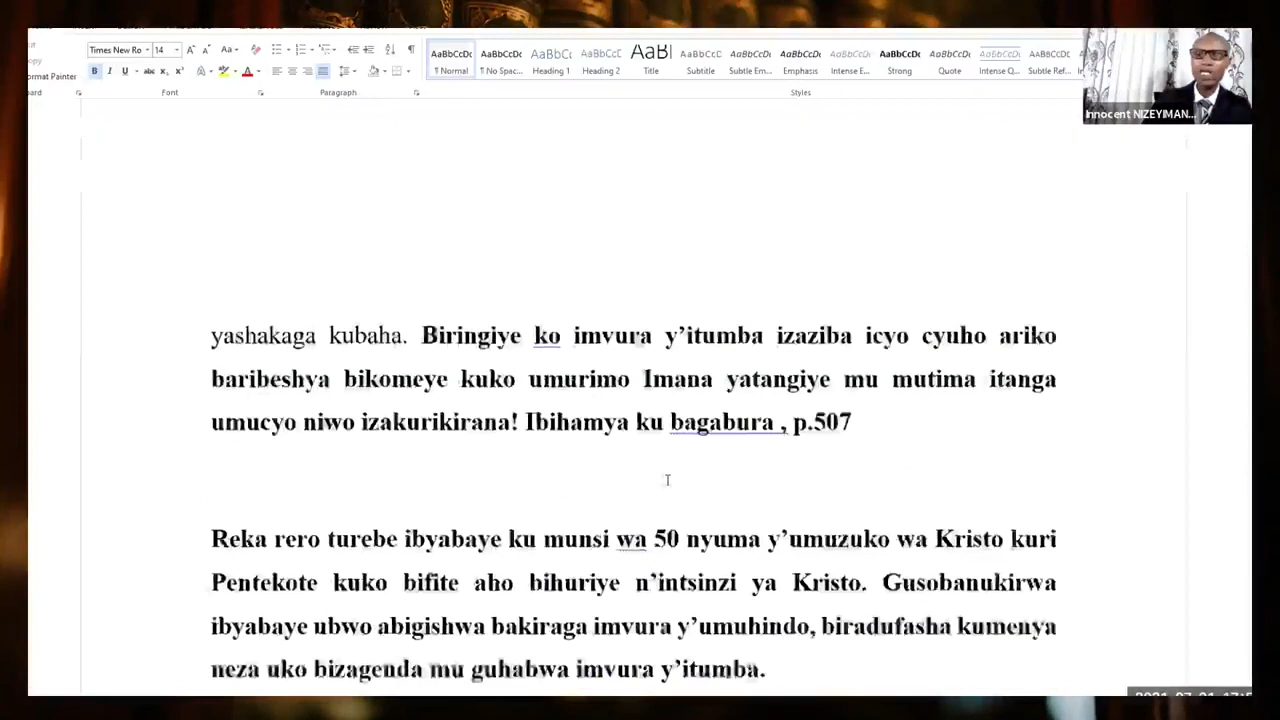 ormat Painter
Times New Ro 14
Font
Paragraph
AaBbCcDc AaBbCcDc AaBbCc AaBbCcC AaBl AaBbCcD AaBbCcDc AaBbCcDc AaBbCcDc AaBbCcDc AaBbCcDc AaBbCcDc AaBbCcDc
¶ Normal ¶ No Spac... Heading 1 Heading 2 Title Subtitle Subtle Em... Emphasis Intense E... Strong Quote Intense Q... Subtle Ref...
Styles
Innocent NIZEYIMAN...
yashakaga kubaha. Biringiye ko imvura y’itumba izaziba icyo cyuho ariko
baribeshya bikomeye kuko umurimo Imana yatangiye mu mutima itanga
umucyo niwo izakurikirana! Ibihamya ku bagabura , p.507
Reka rero turebe ibyabaye ku munsi wa 50 nyuma y’umuzuko wa Kristo kuri
Pentekote kuko bifite aho bihuriye n’intsinzi ya Kristo. Gusobanukirwa
ibyabaye ubwo abigishwa bakiraga imvura y’umuhindo, biradufasha kumenya
neza uko bizagenda mu guhabwa imvura y’itumba.